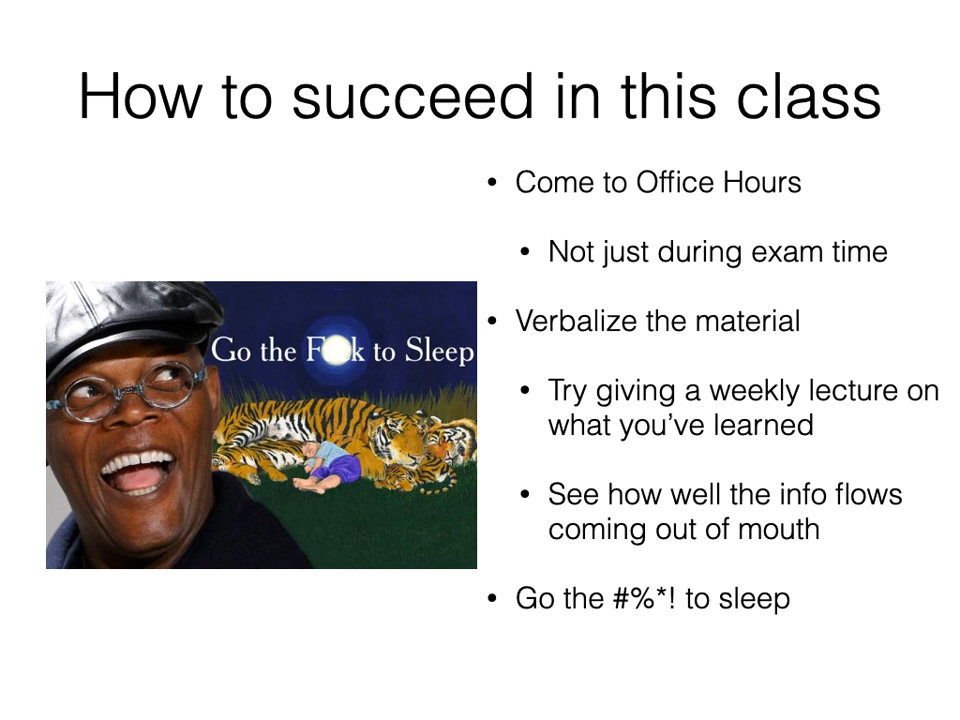 How to succeed in this class
• Come to Office Hours
• Not just during exam time
• Verbalize the material
• Try giving a weekly lecture on
what you’ve learned
• See how well the info flows
coming out of mouth
• Go the #%*! to sleep
Go the F k to Sleep